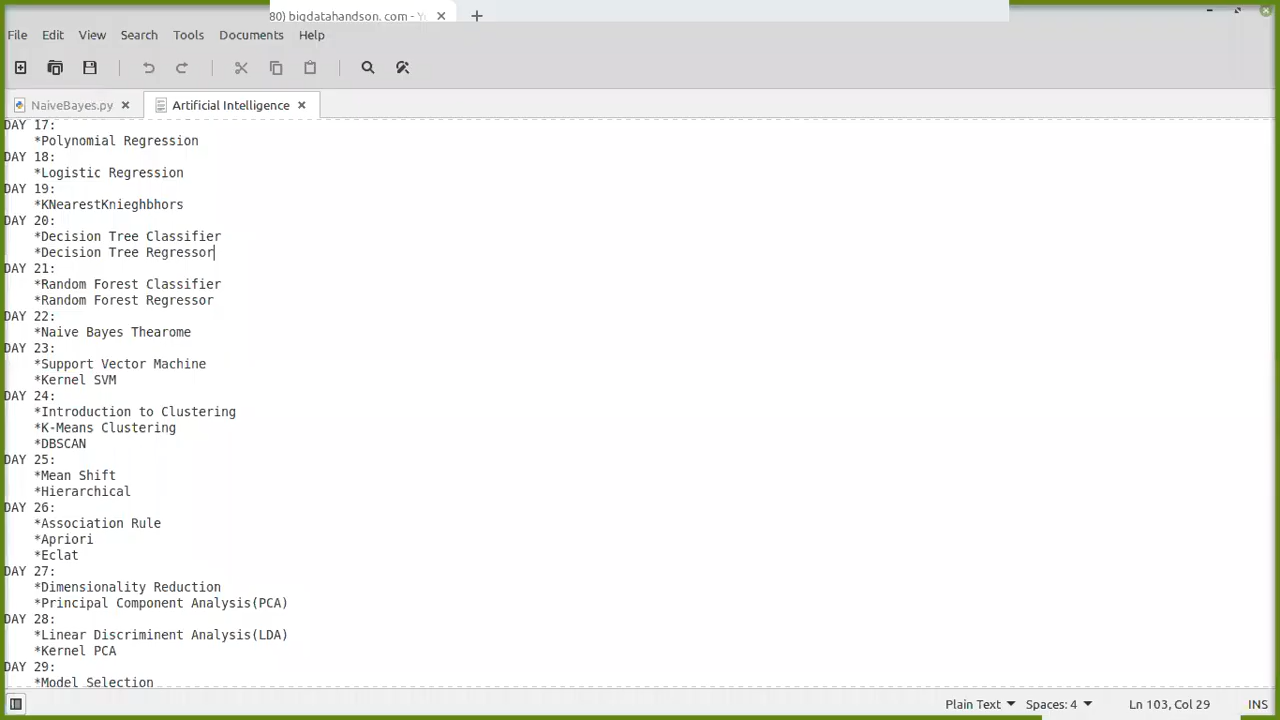 80) bigdatahandson. com - Y
File Edit View Search Tools Documents Help
NaiveBayes.py Artificial Intelligence
DAY 17:
*Polynomial Regression
DAY 18:
*Logistic Regression
DAY 19:
*KNearestKnieghbhors
DAY 20:
*Decision Tree Classifier
*Decision Tree Regressor
DAY 21:
*Random Forest Classifier
*Random Forest Regressor
DAY 22:
*Naive Bayes Thearome
DAY 23:
*Support Vector Machine
*Kernel SVM
DAY 24:
*Introduction to Clustering
*K-Means Clustering
*DBSCAN
DAY 25:
*Mean Shift
*Hierarchical
DAY 26:
*Association Rule
*Apriori
*Eclat
DAY 27:
*Dimensionality Reduction
*Principal Component Analysis(PCA)
DAY 28:
*Linear Discriminent Analysis(LDA)
*Kernel PCA
DAY 29:
*Model Selection
Plain Text Spaces: 4 Ln 103, Col 29 INS